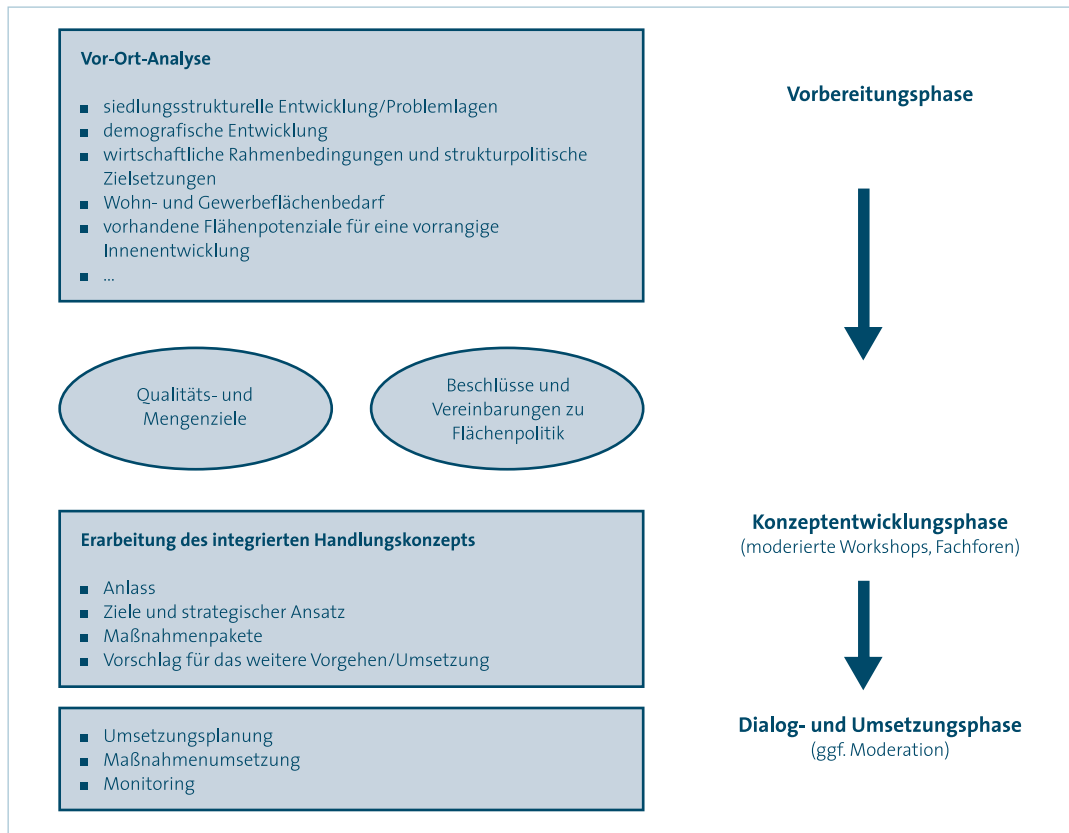 Vor-Ort-Analyse
■ siedlungsstrukturelle Entwicklung/Problemlagen
■ demografische Entwicklung
■ wirtschaftliche Rahmenbedingungen und strukturpolitische
Zielsetzungen
■ Wohn- und Gewerbeflächenbedarf
■ vorhandene Flähenpotenziale für eine vorrangige
Innenentwicklung
■ ...
Vorbereitungsphase
Qualitäts- und
Mengenziele
Beschlüsse und
Vereinbarungen zu
Flächenpolitik
Erarbeitung des integrierten Handlungskonzepts
■ Anlass
■ Ziele und strategischer Ansatz
■ Maßnahmenpakete
■ Vorschlag für das weitere Vorgehen/Umsetzung
Konzeptentwicklungsphase
(moderierte Workshops, Fachforen)
■ Umsetzungsplanung
■ Maßnahmenumsetzung
■ Monitoring
Dialog- und Umsetzungsphase
(ggf. Moderation)